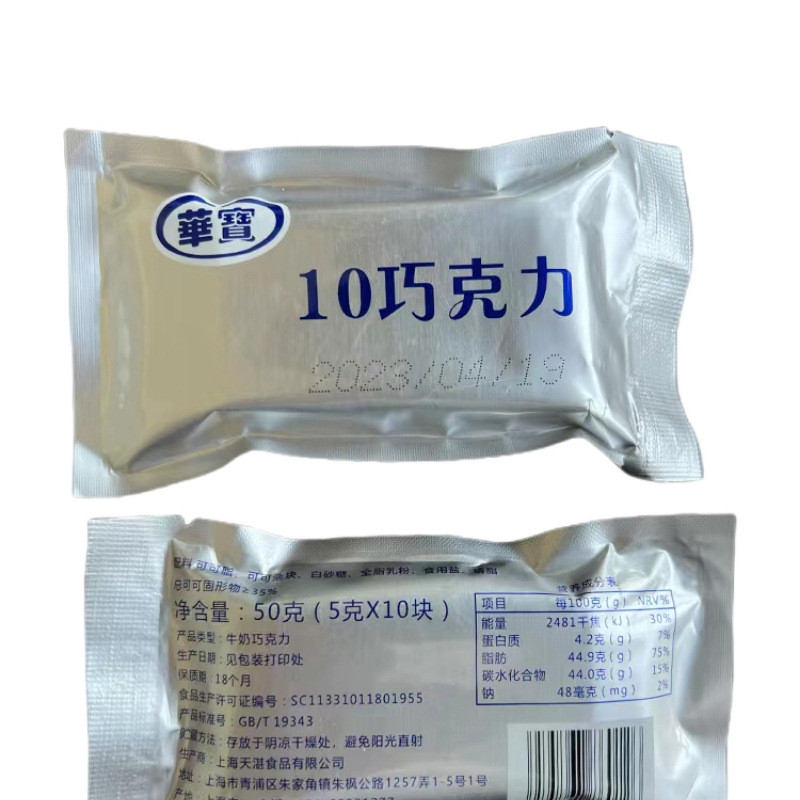 華寶
10巧克力
2023/04/19
配料:可可脂、可可浆块、白砂糖、全脂乳粉、食用盐、磷脂
总可可固形物≥35%
净含量：50克（5克X10块）
产品类型：牛奶巧克力
生产日期：见包装打印处
保质期：18个月
食品生产许可证编号：SC11331011801955
产品标准号：GB/T 19343
贮藏方法：存放于阴凉干燥处，避免阳光直射
生产商：上海天湛食品有限公司
地址：上海市青浦区朱家角镇朱枫公路1257弄1-5号1号
营养成分表
项目 每100克(g) NRV%
能量 2481千焦(kJ) 30%
蛋白质 4.2克(g) 7%
脂肪 44.9克(g) 75%
碳水化合物 44.0克(g) 15%
钠 48毫克(mg) 2%